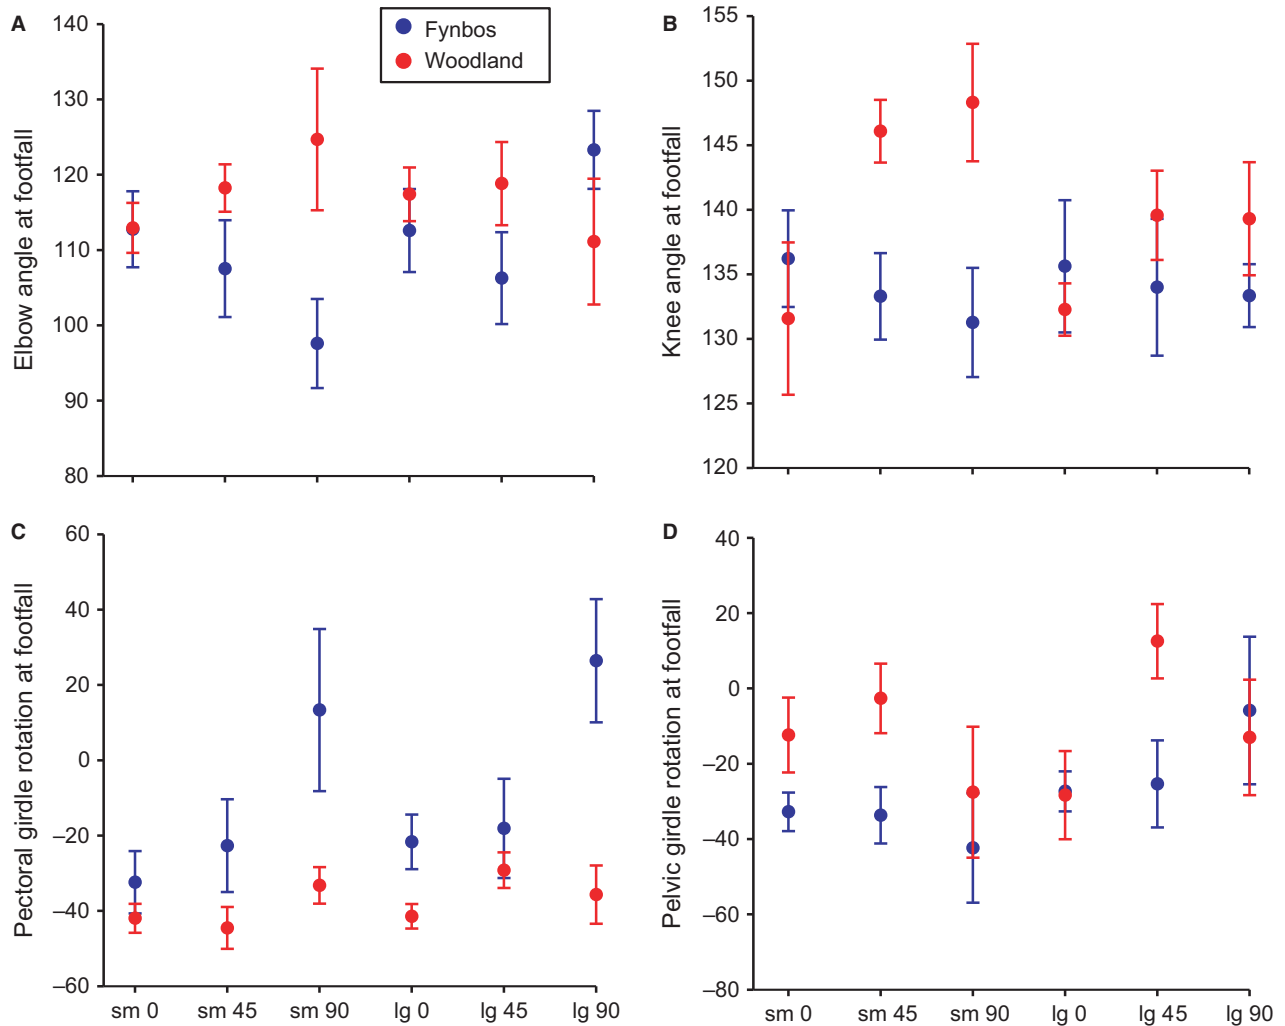 A
Fynbos
Woodland
Elbow angle at footfall
140
130
120
110
100
90
80
B
Knee angle at footfall
155
150
145
140
135
130
125
120
C
Pectoral girdle rotation at footfall
60
40
20
0
–20
–40
–60
sm 0 sm 45 sm 90 lg 0 lg 45 lg 90
D
Pelvic girdle rotation at footfall
40
20
0
–20
–40
–60
–80
sm 0 sm 45 sm 90 lg 0 lg 45 lg 90